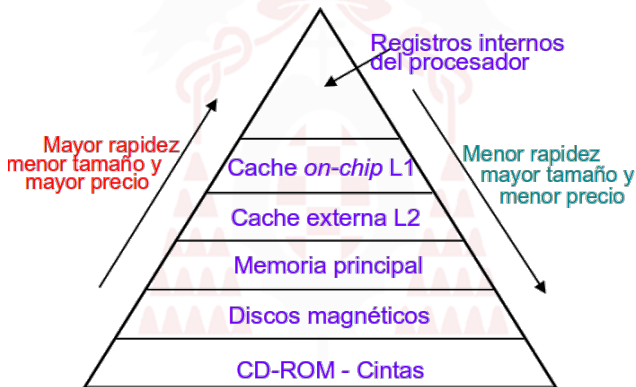 Registros internos
del procesador
Mayor rapidez
menor tamaño y
mayor precio
Menor rapidez
mayor tamaño y
menor precio
Cache on-chip L1
Cache externa L2
Memoria principal
Discos magnéticos
CD-ROM - Cintas